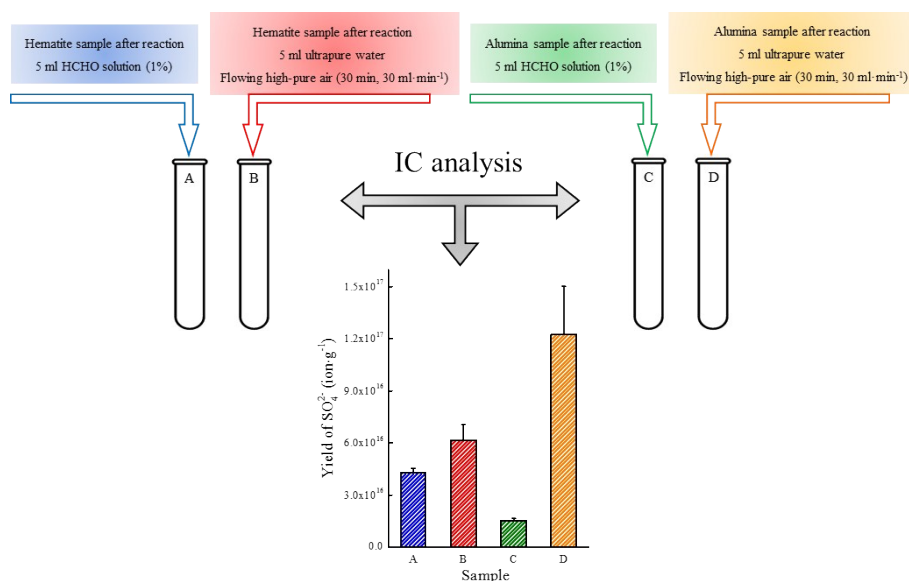 Hematite sample after reaction
5 ml HCHO solution (1%)
Hematite sample after reaction
5 ml ultrapure water
Flowing high-pure air (30 min, 30 ml·min⁻¹)
Alumina sample after reaction
5 ml HCHO solution (1%)
Alumina sample after reaction
5 ml ultrapure water
Flowing high-pure air (30 min, 30 ml·min⁻¹)
A
B
IC analysis
C
D
Yield of SO₄²⁻ (ion·g⁻¹)
1.5x10¹⁷
1.2x10¹⁷
9.0x10¹⁶
6.0x10¹⁶
3.0x10¹⁶
0.0
A B C D
Sample